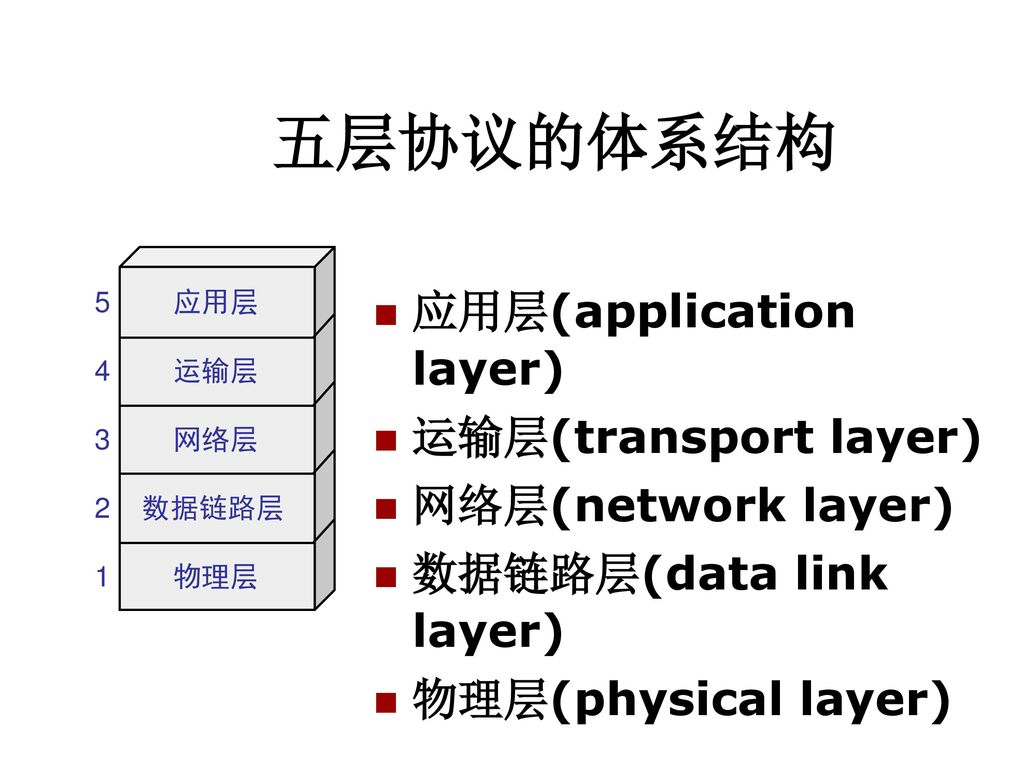 五层协议的体系结构
5 应用层
4 运输层
3 网络层
2 数据链路层
1 物理层
应用层(application
layer)
运输层(transport layer)
网络层(network layer)
数据链路层(data link
layer)
物理层(physical layer)